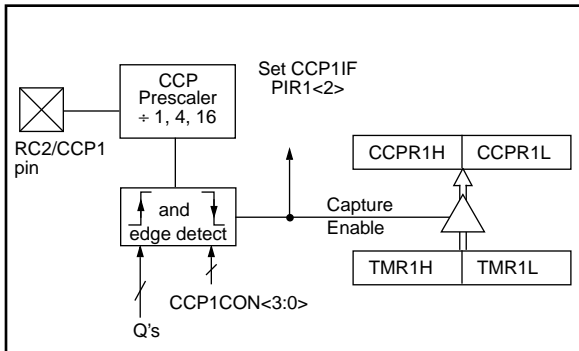 CCP
Prescaler
÷ 1, 4, 16
Set CCP1IF
PIR1<2>
RC2/CCP1
pin
CCPR1H CCPR1L
and
edge detect
Capture
Enable
TMR1H TMR1L
CCP1CON<3:0>
Q's